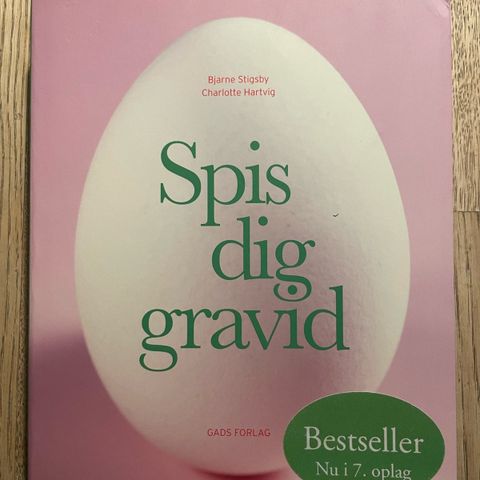 Bjarne Stigsby
Charlotte Hartvig
Spis
dig
gravid
GADS FORLAG
Bestseller
Nu i 7. oplag